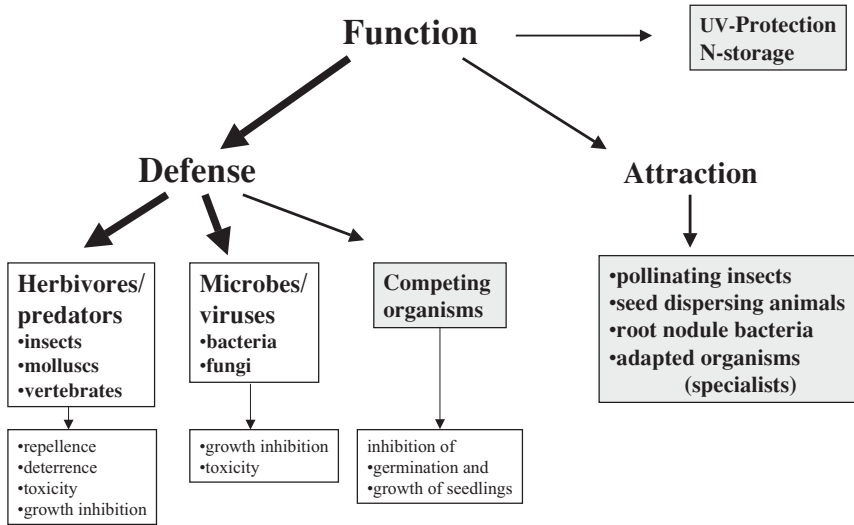 Function
UV-Protection
N-storage
Defense
Attraction
Herbivores/
predators
•insects
•molluscs
•vertebrates
Microbes/
viruses
•bacteria
•fungi
Competing
organisms
•pollinating insects
•seed dispersing animals
•root nodule bacteria
•adapted organisms
(specialists)
•repellence
•deterrence
•toxicity
•growth inhibition
•growth inhibition
•toxicity
inhibition of
•germination and
•growth of seedlings